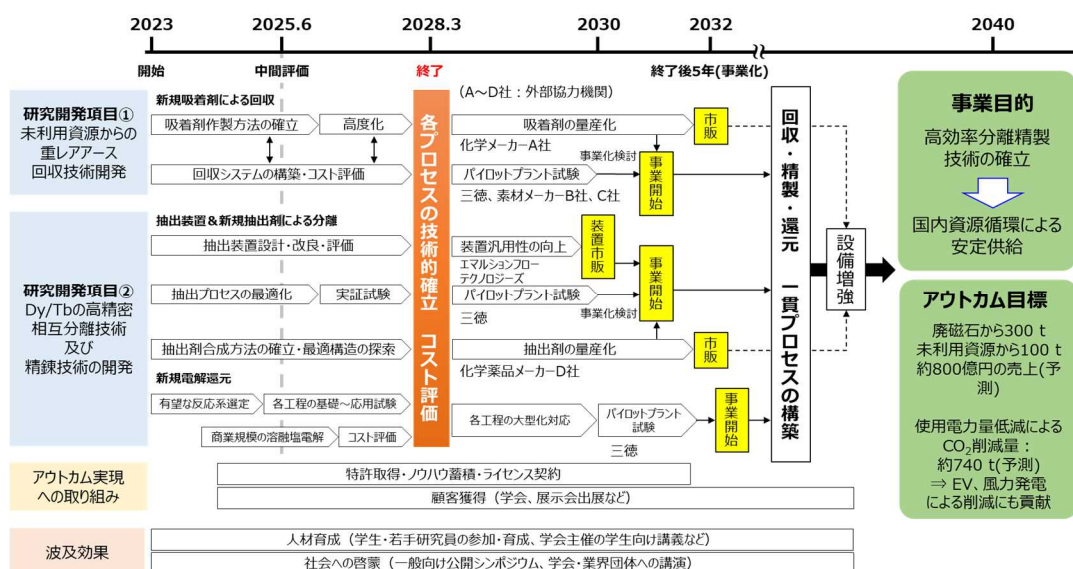 2023
2025.6
2028.3
2030
2032
2040
開始
中間評価
終了
終了後5年(事業化)
(A～D社：外部協力機関)
研究開発項目①
未利用資源からの
重レアアース
回収技術開発
新規吸着剤による回収
吸着剤作製方法の確立
高度化
回収システムの構築・コスト評価
吸着剤の量産化
市販
化学メーカーA社
事業化検討
パイロットプラント試験
事業開始
三徳、素材メーカーB社、C社
研究開発項目②
Dy/Tbの高精密
相互分離技術
及び
精錬技術の開発
抽出装置＆新規抽出剤による分離
抽出装置設計・改良・評価
装置汎用性の向上
装置市販
エマルションフロー
テクノロジーズ
抽出プロセスの最適化
実証試験
パイロットプラント試験
事業開始
三徳
事業化検討
抽出剤合成方法の確立・最適構造の探索
抽出剤の量産化
市販
化学薬品メーカーD社
新規電解還元
有望な反応系選定
各工程の基礎～応用試験
商業規模の溶融塩電解
コスト評価
各工程の大型化対応
パイロットプラント
試験
事業開始
三徳
各プロセスの技術的確立　コスト評価
回収・精製・還元　一貫プロセスの構築
設備増強
事業目的
高効率分離精製
技術の確立
国内資源循環による
安定供給
アウトカム目標
廃磁石から300 t
未利用資源から100 t
約800億円の売上(予
測)
使用電力量低減による
CO₂削減量：
約740 t(予測)
⇒ EV、風力発電
による削減にも貢献
アウトカム実現
への取り組み
特許取得・ノウハウ蓄積・ライセンス契約
顧客獲得（学会、展示会出展など）
波及効果
人材育成（学生・若手研究員の参加・育成、学会主催の学生向け講義など）
社会への啓蒙（一般向け公開シンポジウム、学会・業界団体への講演）